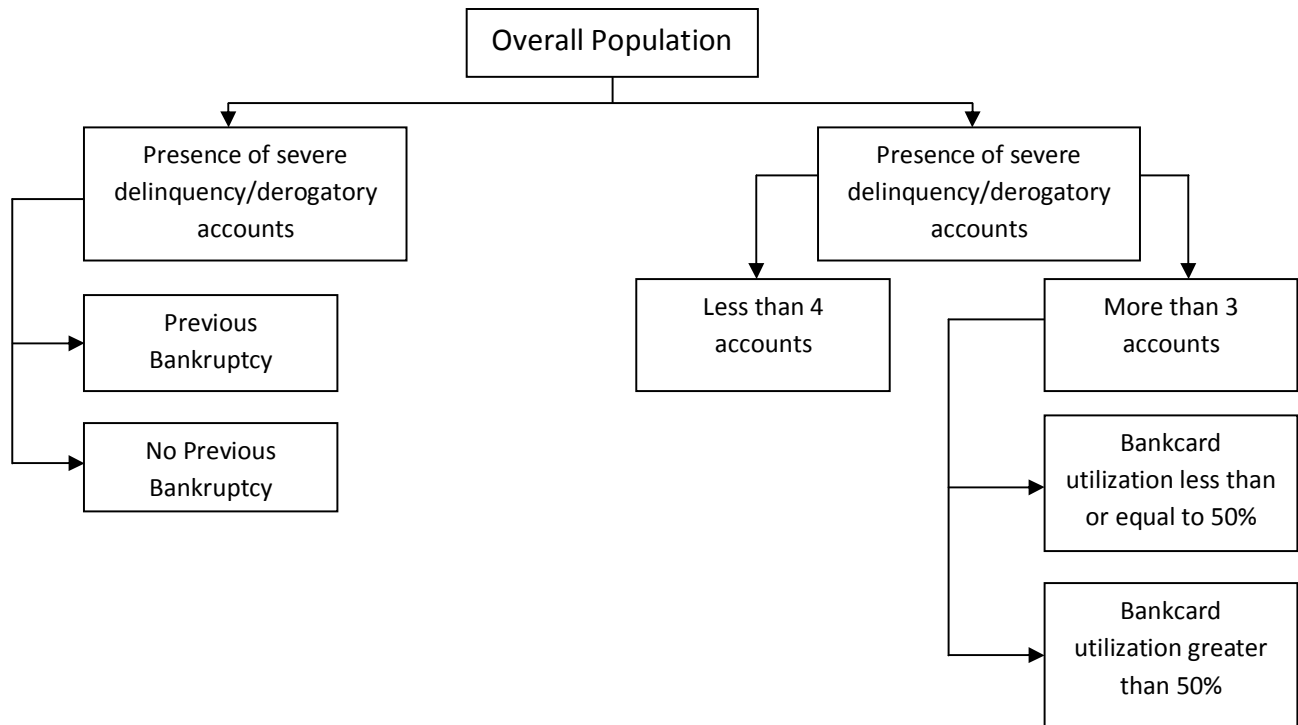 Overall Population
Presence of severe
delinquency/derogatory
accounts
Previous
Bankruptcy
No Previous
Bankruptcy
Presence of severe
delinquency/derogatory
accounts
Less than 4
accounts
More than 3
accounts
Bankcard
utilization less than
or equal to 50%
Bankcard
utilization greater
than 50%